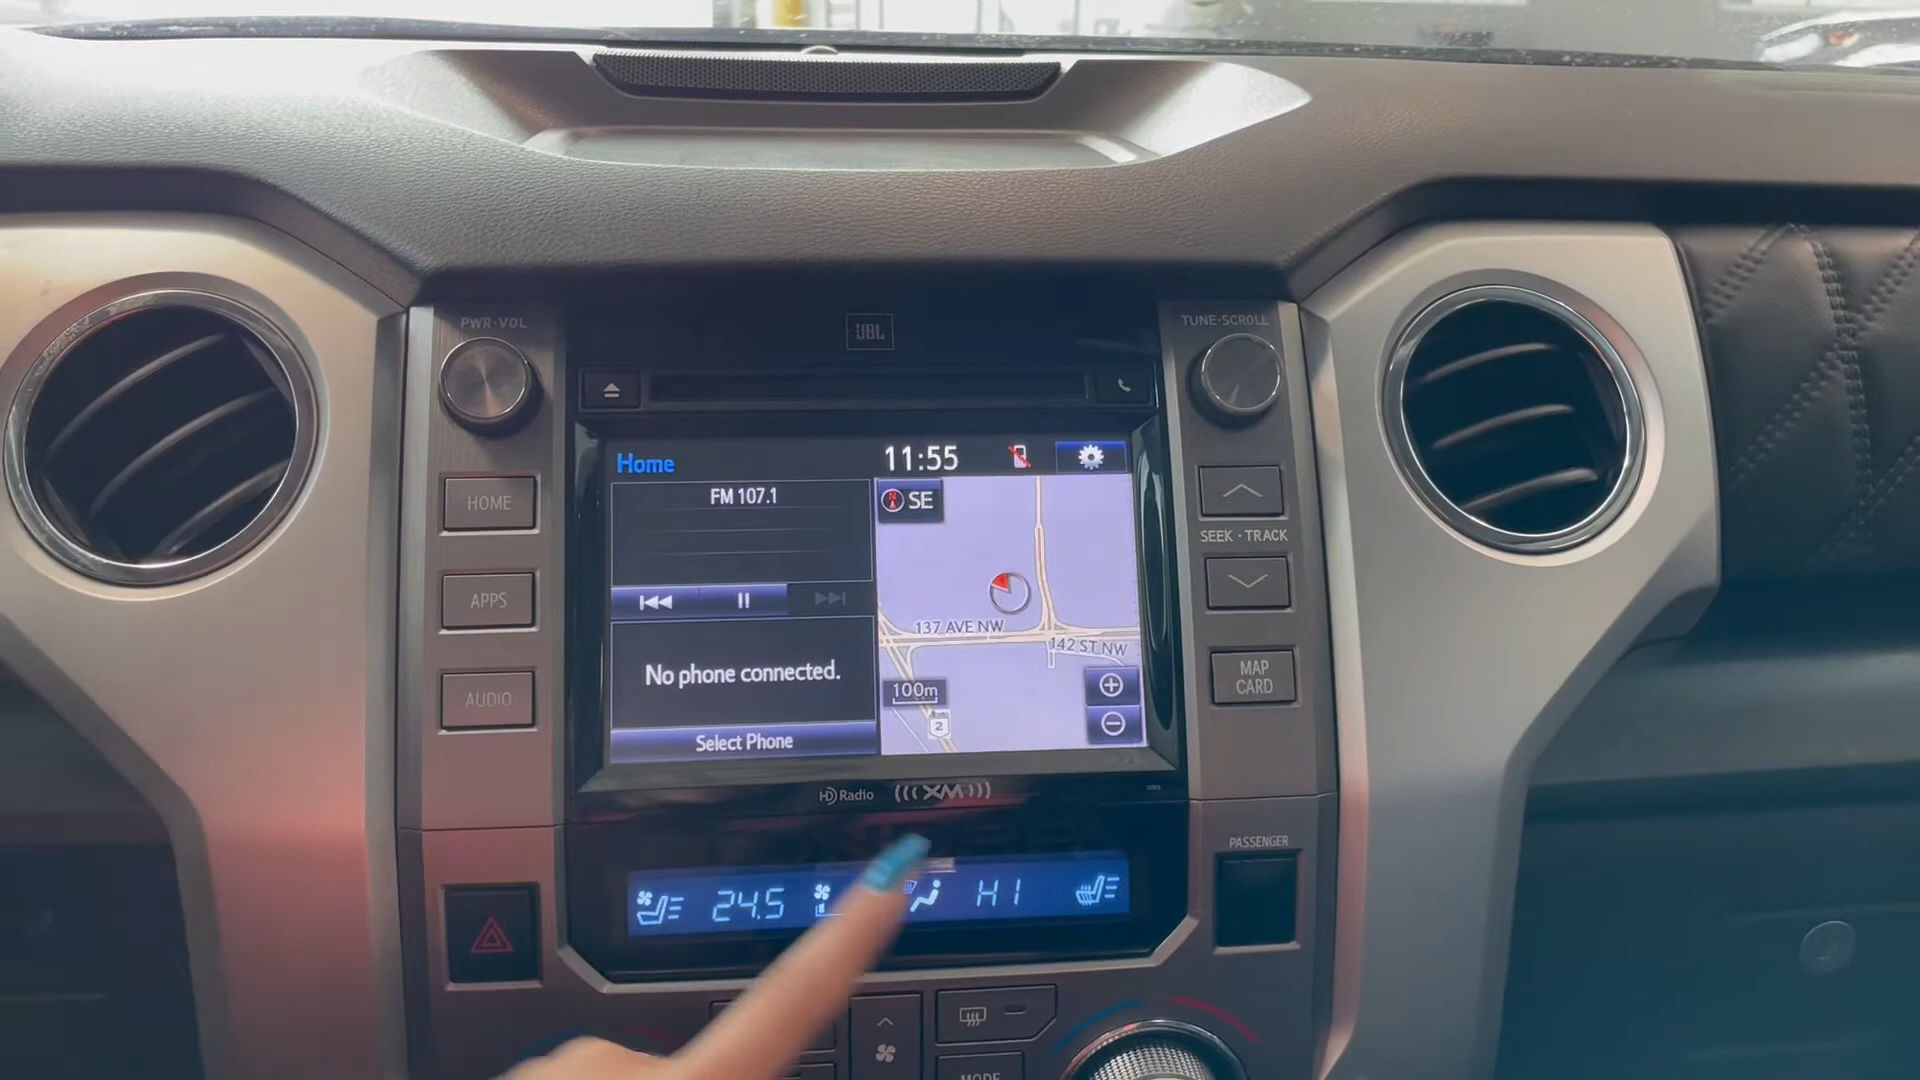 PWR·VOL
JBL
TUNE·SCROLL
Home
11:55
FM 107.1
N
SE
HOME
SEEK · TRACK
APPS
137 AVE NW
142 ST NW
No phone connected.
MAP
CARD
AUDIO
100m
2
Select Phone
HD Radio
((( XM )))
PASSENGER
24.5
HI
MODE